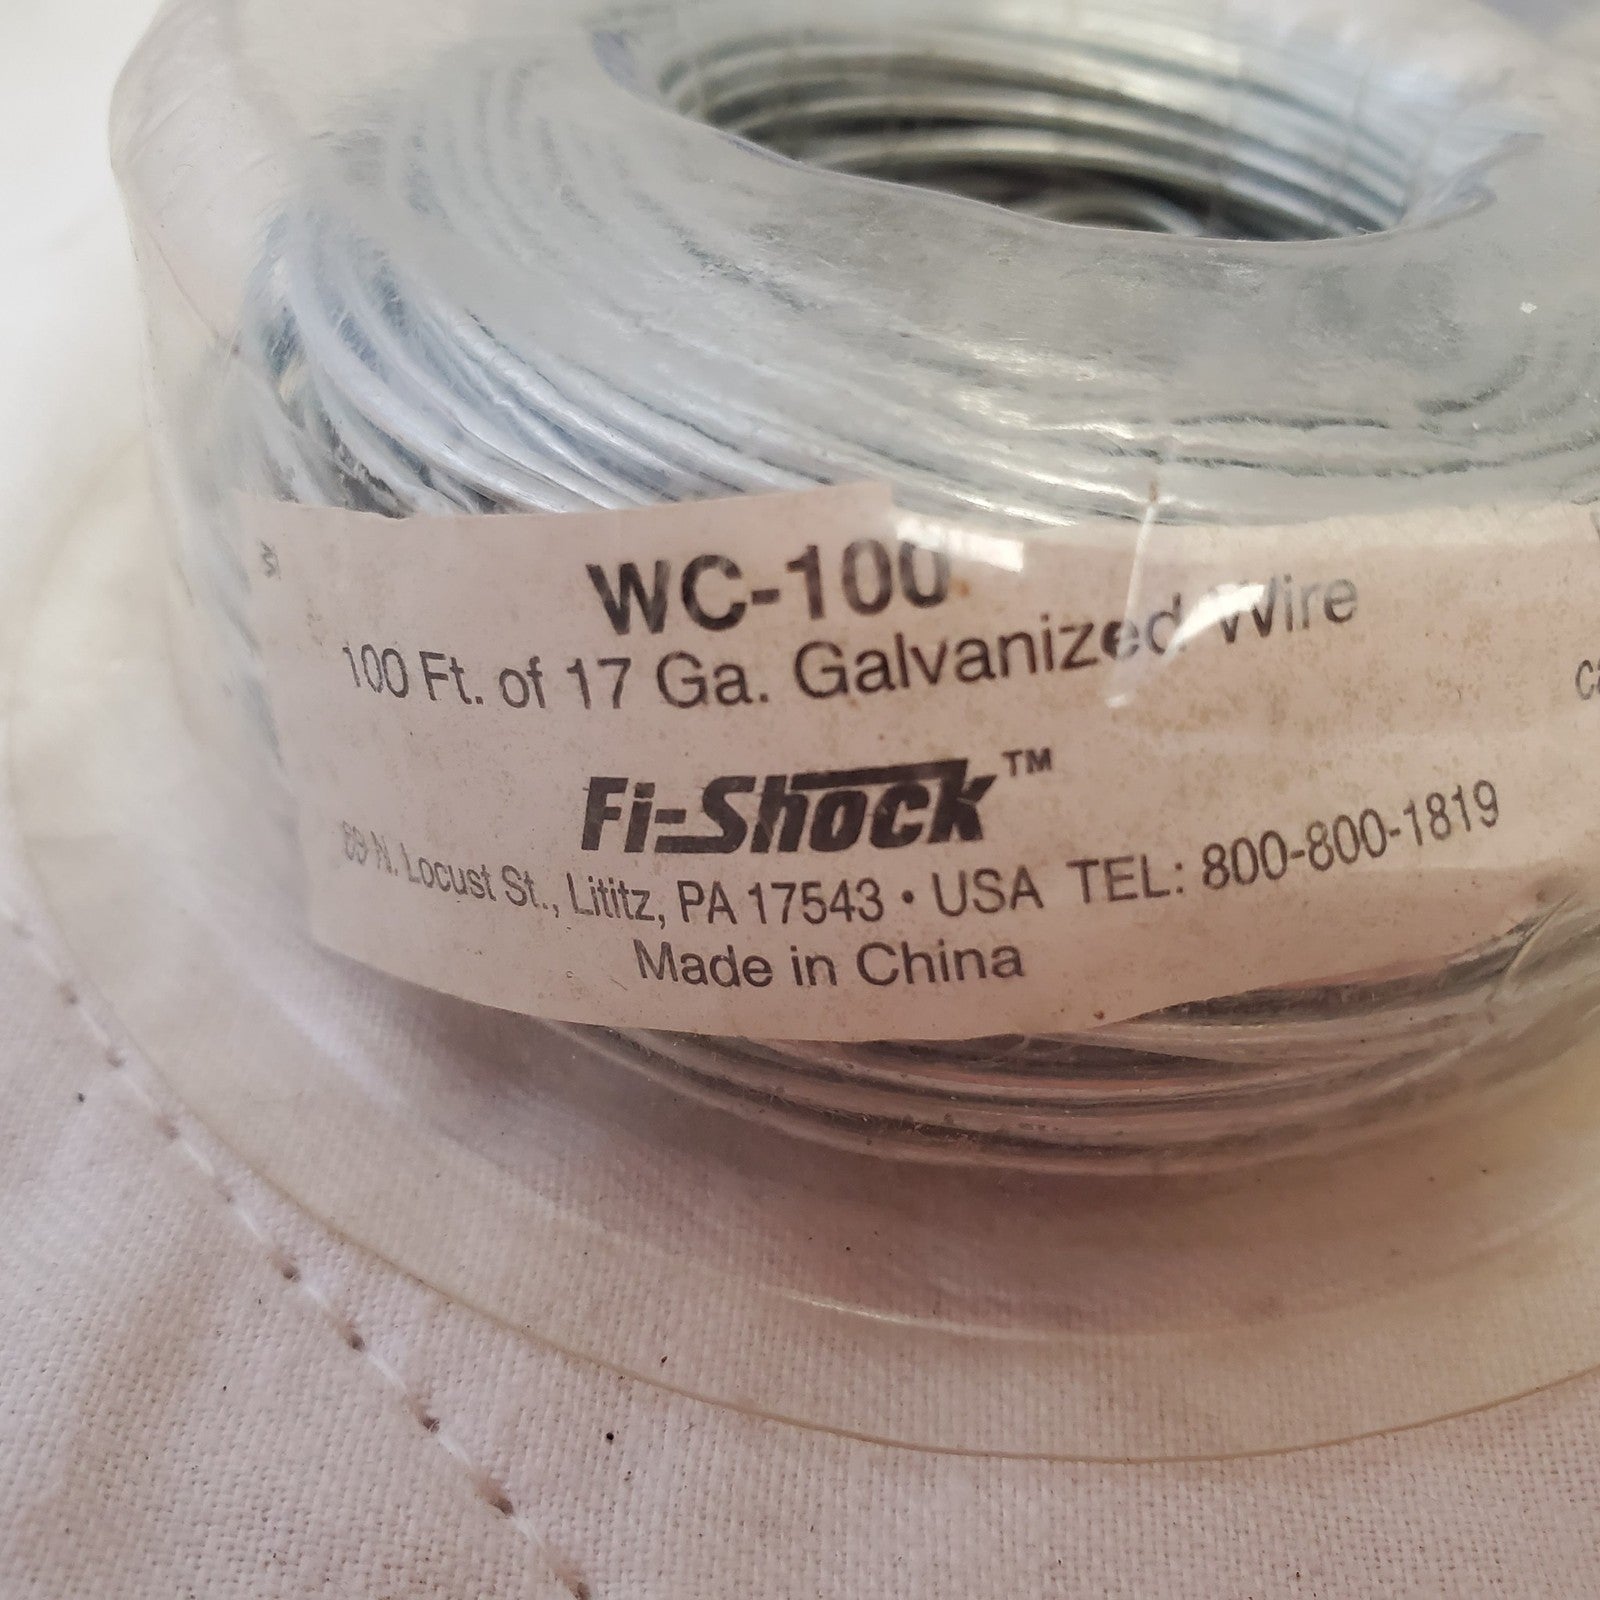 WC-100
100 Ft. of 17 Ga. Galvanized Wire
Fi-Shock™
N. Locust St., Lititz, PA 17543 • USA TEL: 800-800-1819
Made in China